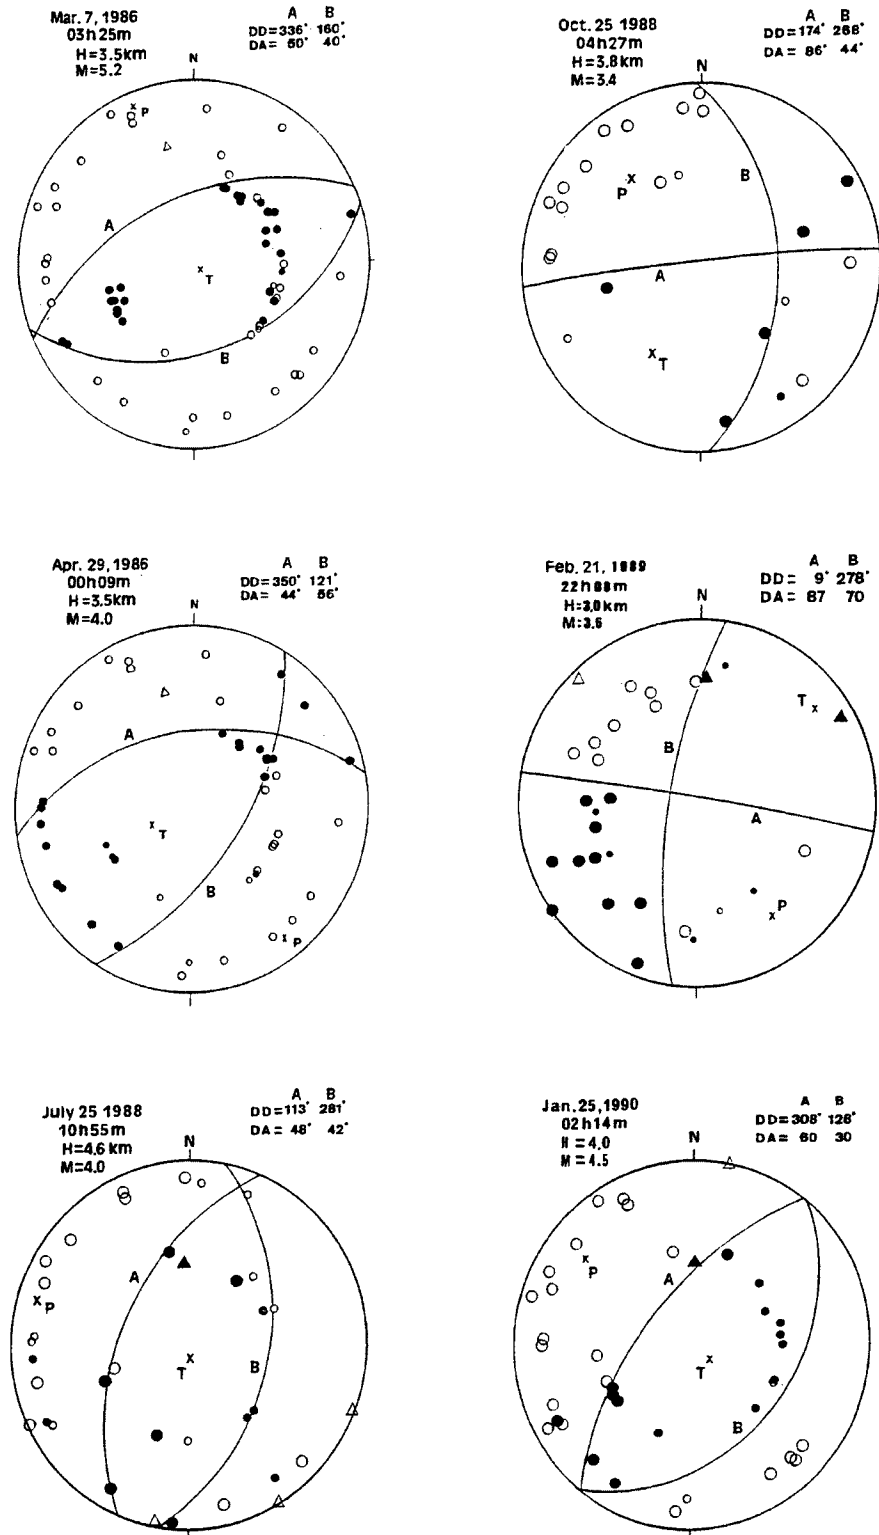 Mar. 7, 1986
03h25m
H=3.5km
M=5.2
A B
DD=336° 160°
DA= 50° 40°
N
P
A
T
B
Oct. 25 1988
04h27m
H=3.8km
M=3.4
A B
DD=174° 268°
DA= 86° 44°
N
B
P
A
T
Apr. 29, 1986
00h09m
H=3.5km
M=4.0
A B
DD=350° 121°
DA= 44° 56°
N
A
T
B
P
Feb. 21, 1989
H=3.0km
M=3.6
A B
DD= 9° 278°
DA= 87 70
N
T
B
A
P
July 25 1988
10h55m
H=4.6 km
M=4.0
A B
DD=113° 281°
DA= 48° 42°
N
A
P
T
B
Jan. 25, 1990
02h14m
H=4.0
M=4.5
A B
DD=308° 128°
DA= 60 30
N
P
A
T
B